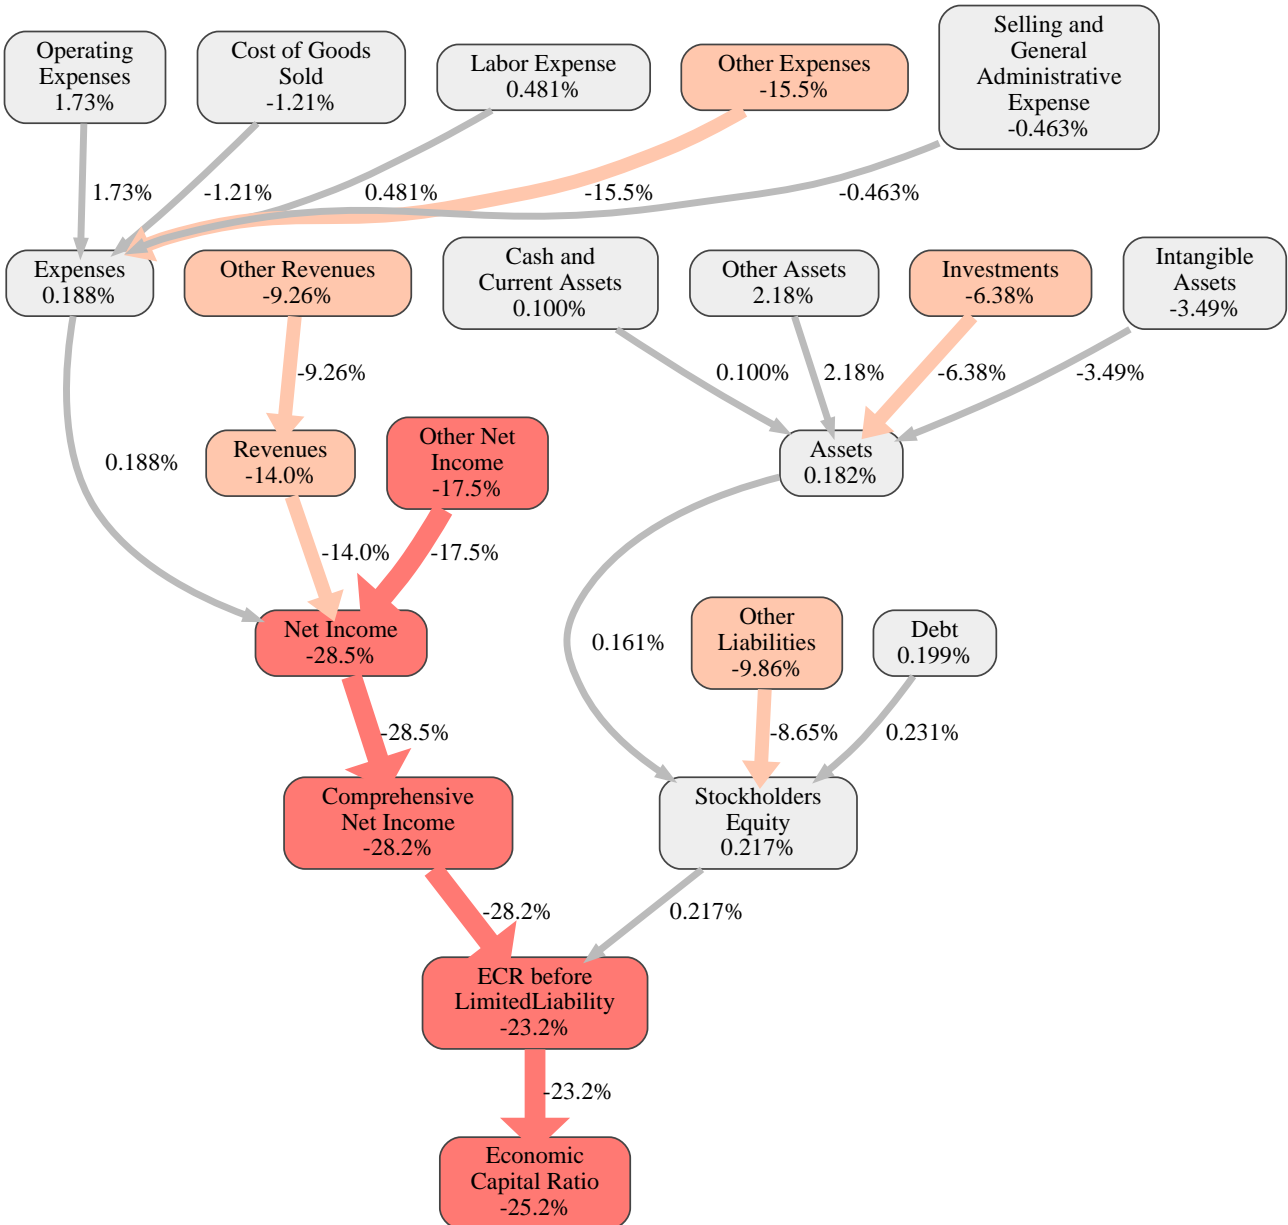 Operating
Expenses
1.73%
Cost of Goods
Sold
-1.21%
Labor Expense
0.481%
Other Expenses
-15.5%
Selling and
General
Administrative
Expense
-0.463%
1.73%
-1.21%
0.481%
-15.5%
-0.463%
Expenses
0.188%
Other Revenues
-9.26%
Cash and
Current Assets
0.100%
Other Assets
2.18%
Investments
-6.38%
Intangible
Assets
-3.49%
-9.26%
0.100%
2.18%
-6.38%
-3.49%
0.188%
Revenues
-14.0%
Other Net
Income
-17.5%
Assets
0.182%
-14.0%
-17.5%
Net Income
-28.5%
0.161%
Other
Liabilities
-9.86%
Debt
0.199%
-28.5%
-8.65%
0.231%
Comprehensive
Net Income
-28.2%
Stockholders
Equity
0.217%
-28.2%
0.217%
ECR before
LimitedLiability
-23.2%
-23.2%
Economic
Capital Ratio
-25.2%